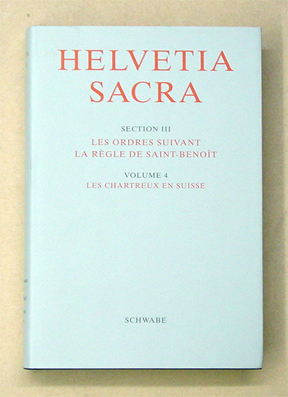 HELVETIA
SACRA
SECTION III
LES ORDRES SUIVANT
LA RÈGLE DE SAINT-BENOÎT
VOLUME 4
LES CHARTREUX EN SUISSE
SCHWABE